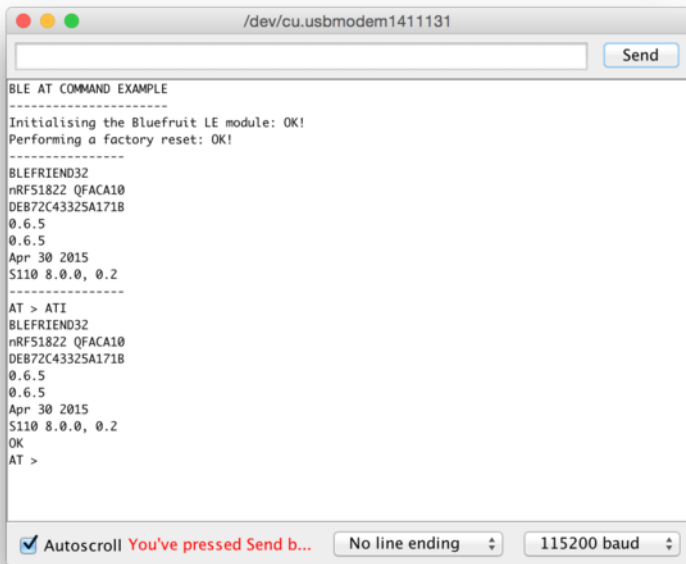 /dev/cu.usbmodem1411131
Send
BLE AT COMMAND EXAMPLE
----------------------
Initialising the Bluefruit LE module: OK!
Performing a factory reset: OK!
----------------
BLEFRIEND32
nRF51822 QFACA10
DEB72C43325A171B
0.6.5
0.6.5
Apr 30 2015
S110 8.0.0, 0.2
----------------
AT > ATI
BLEFRIEND32
nRF51822 QFACA10
DEB72C43325A171B
0.6.5
0.6.5
Apr 30 2015
S110 8.0.0, 0.2
OK
AT >
Autoscroll You've pressed Send b... No line ending 115200 baud